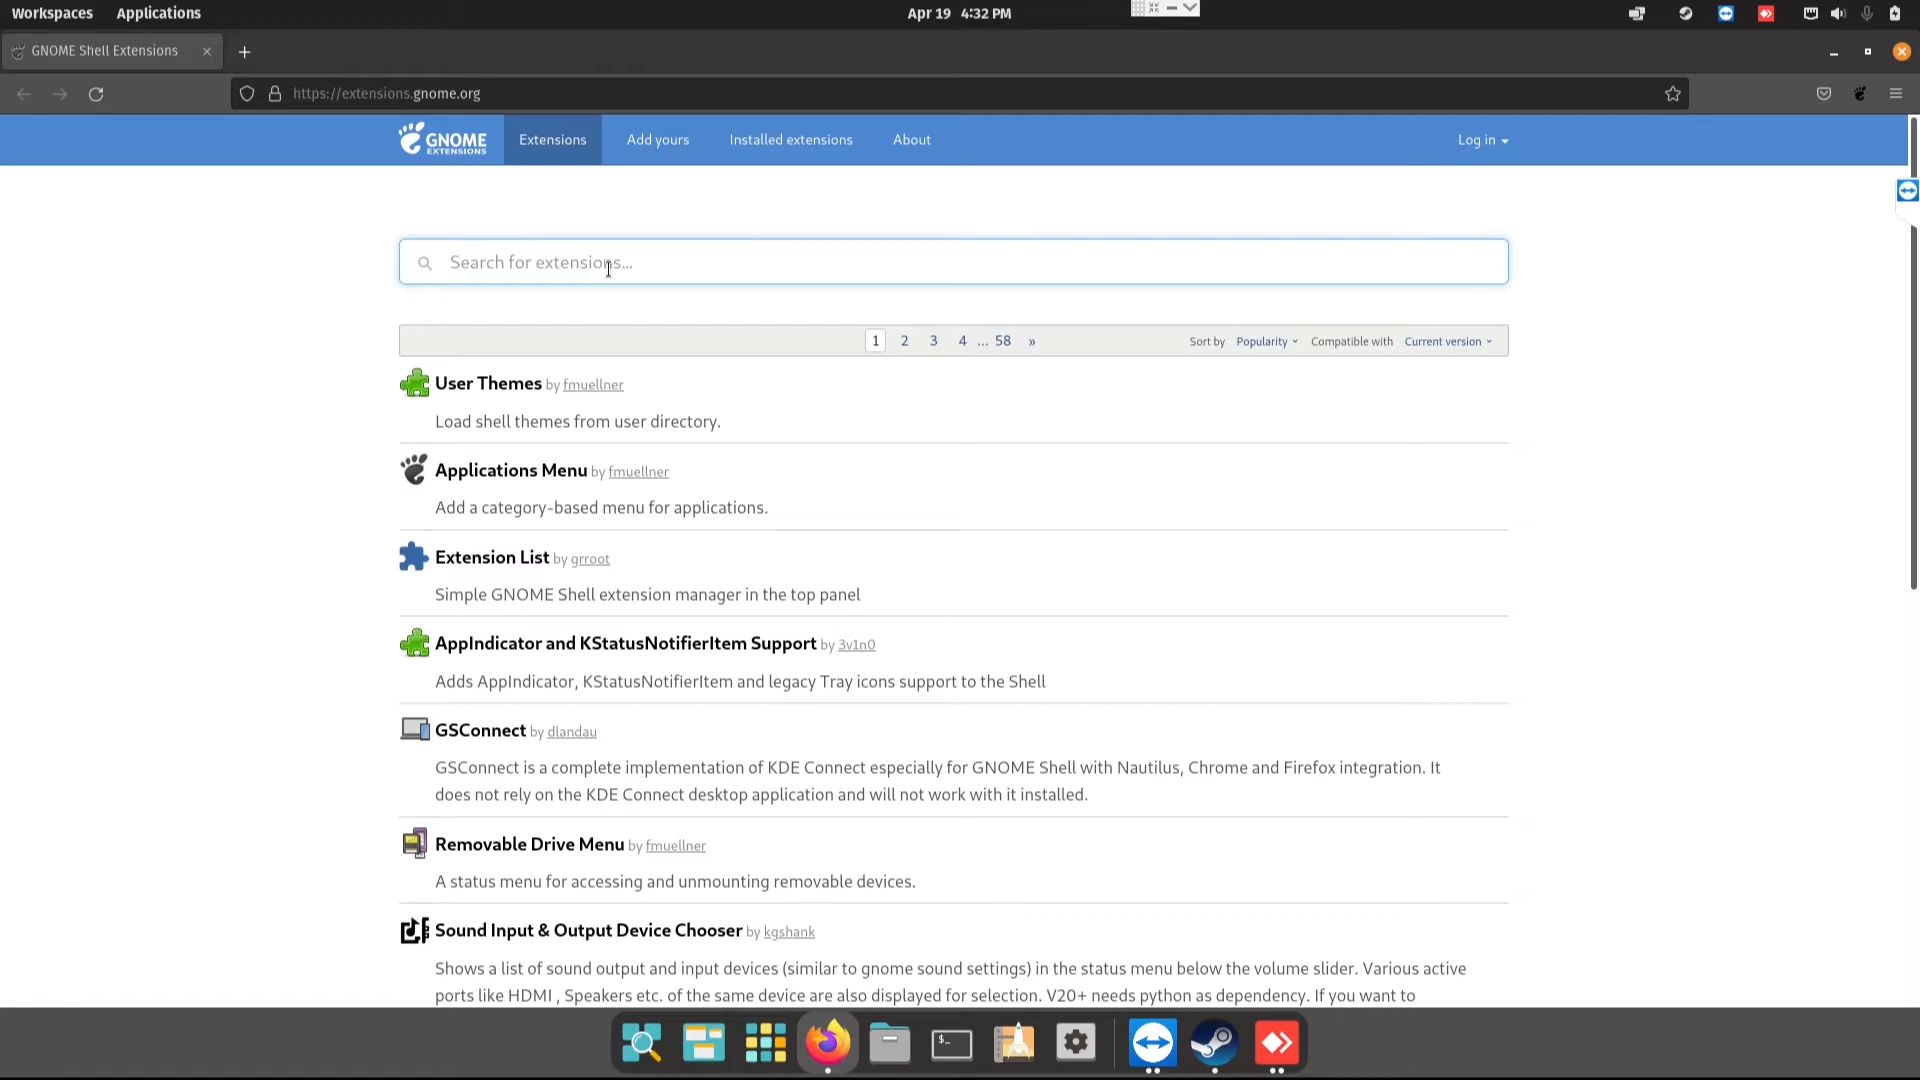 Workspaces Applications Apr 19 4:32 PM
GNOME Shell Extensions
https://extensions.gnome.org
GNOME EXTENSIONS Extensions Add yours Installed extensions About Log in
Search for extensions...
1 2 3 4 ... 58 » Sort by Popularity Compatible with Current version
User Themes by fmuellner
Load shell themes from user directory.
Applications Menu by fmuellner
Add a category-based menu for applications.
Extension List by grroot
Simple GNOME Shell extension manager in the top panel
AppIndicator and KStatusNotifierItem Support by 3v1n0
Adds AppIndicator, KStatusNotifierItem and legacy Tray icons support to the Shell
GSConnect by dlandau
GSConnect is a complete implementation of KDE Connect especially for GNOME Shell with Nautilus, Chrome and Firefox integration. It
does not rely on the KDE Connect desktop application and will not work with it installed.
Removable Drive Menu by fmuellner
A status menu for accessing and unmounting removable devices.
Sound Input & Output Device Chooser by kgshank
Shows a list of sound output and input devices (similar to gnome sound settings) in the status menu below the volume slider. Various active
ports like HDMI , Speakers etc. of the same device are also displayed for selection. V20+ needs python as dependency. If you want to
$_